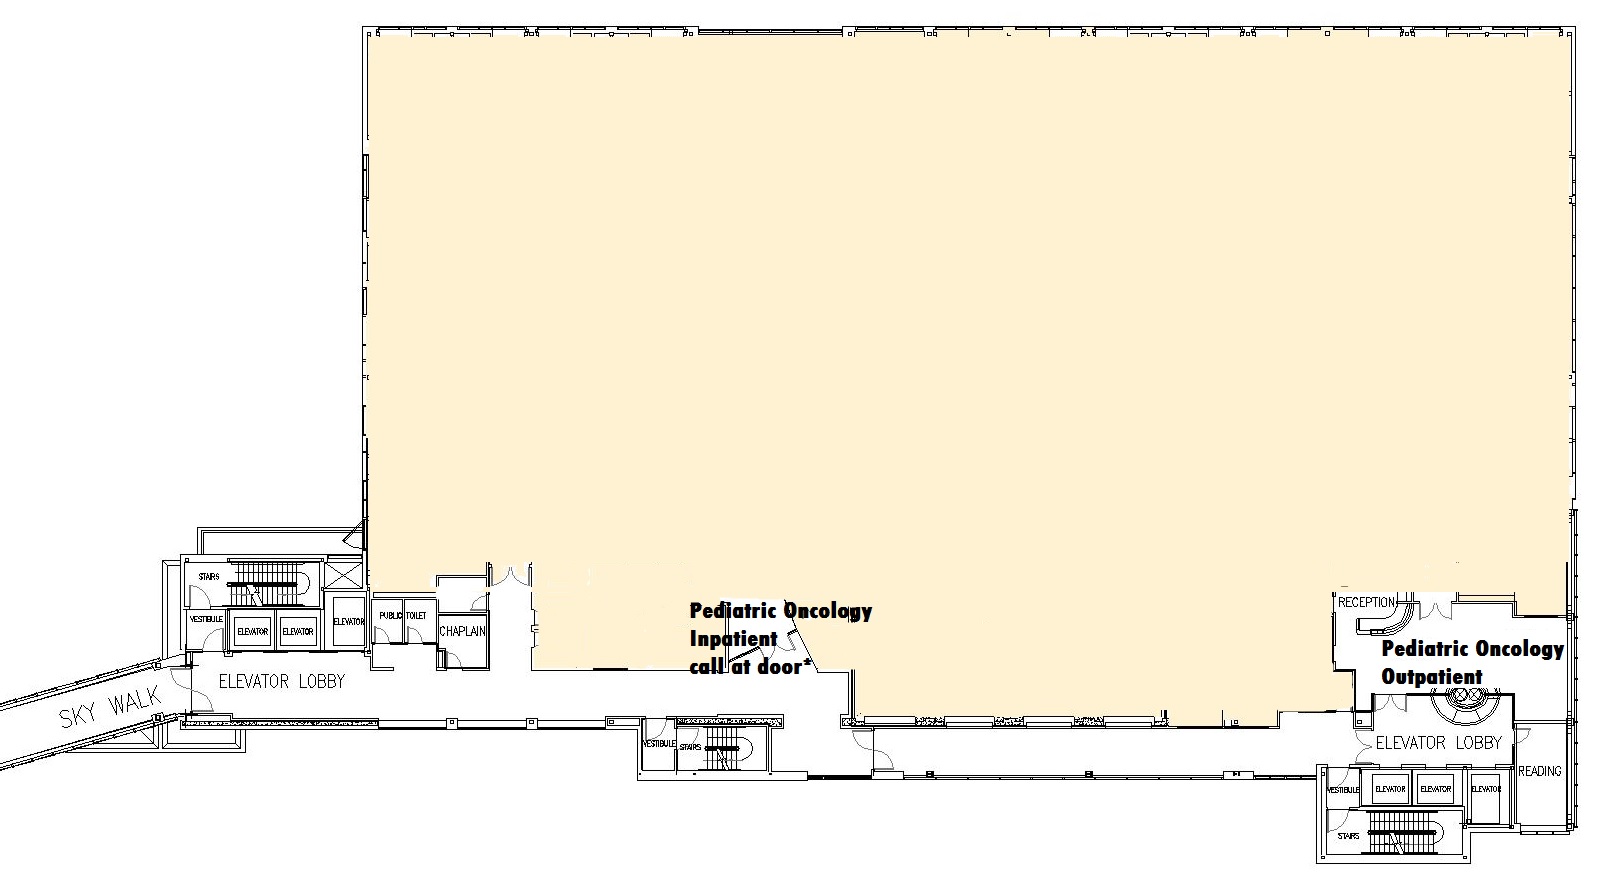 STAIRS
VESTIBULE
ELEVATOR
ELEVATOR
ELEVATOR
PUBLIC TOILET
CHAPLAIN
ELEVATOR LOBBY
SKY WALK
Pediatric Oncology
Inpatient
call at door*
VESTIBULE
STAIRS
RECEPTION
Pediatric Oncology
Outpatient
ELEVATOR LOBBY
READING
VESTIBULE
ELEVATOR
ELEVATOR
ELEVATOR
STAIRS